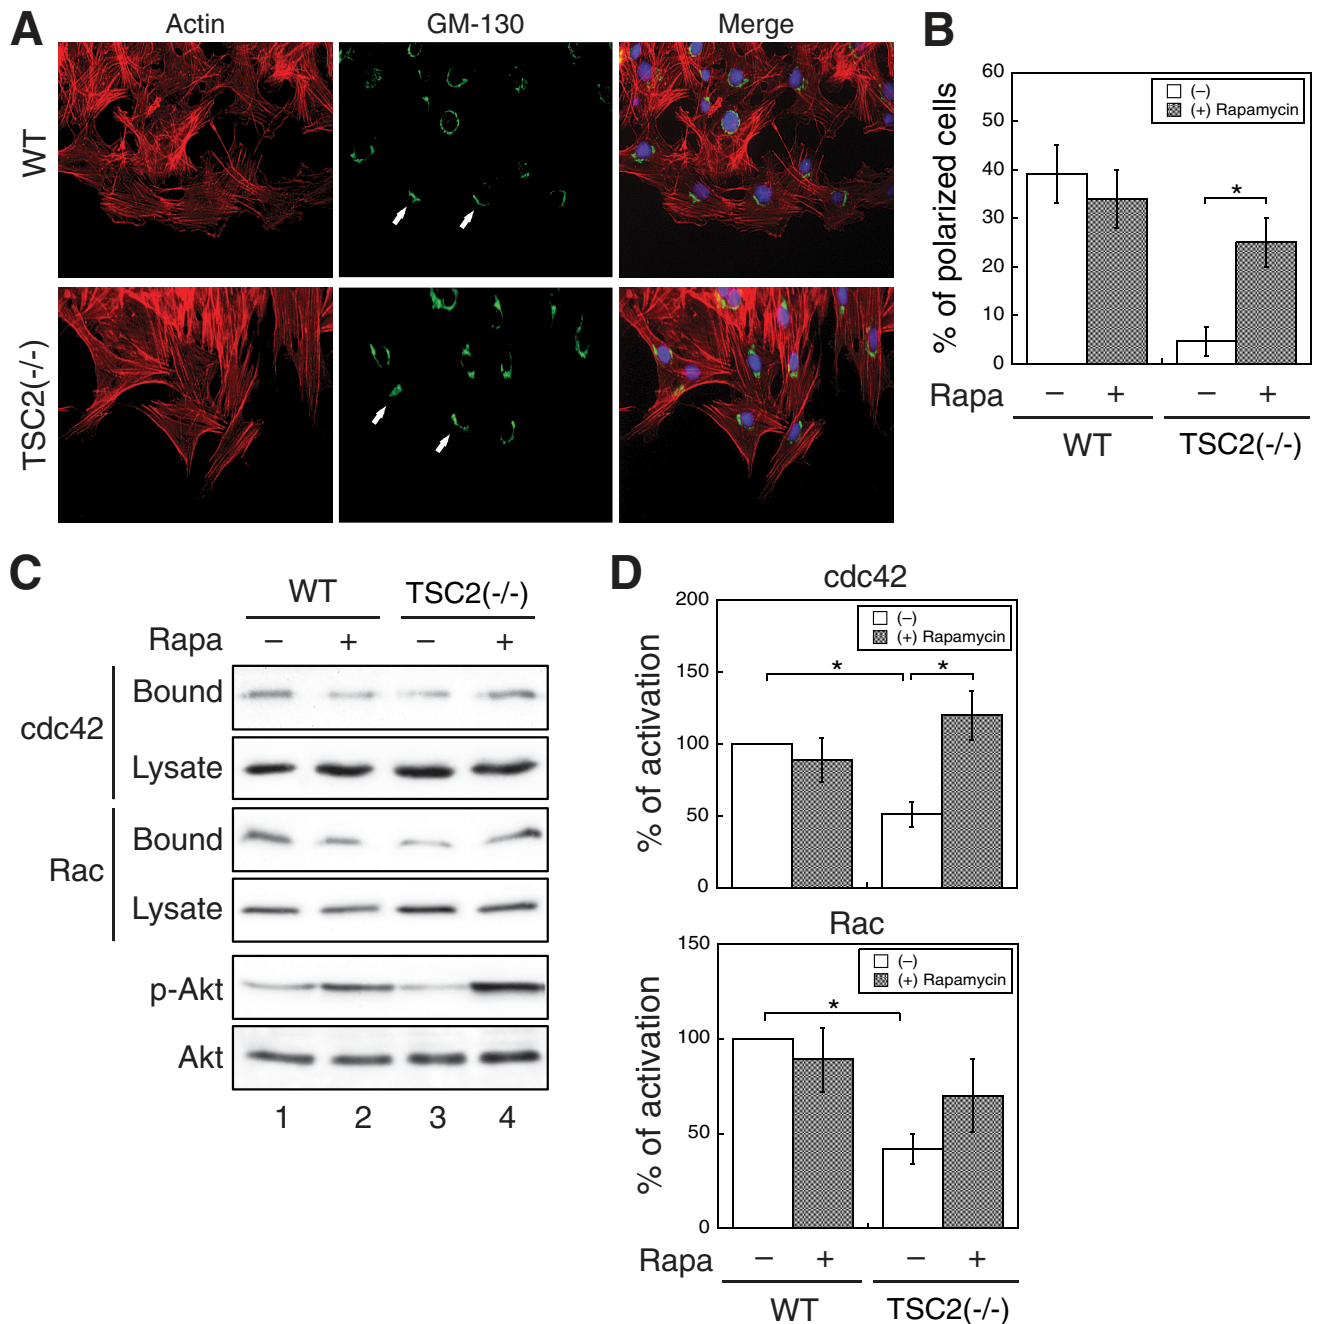 A
Actin GM-130 Merge
WT
TSC2(-/-)
B
% of polarized cells
60
50
40
30
20
10
0
(–)
(+) Rapamycin
*
Rapa – + – +
WT TSC2(-/-)
C
WT TSC2(-/-)
Rapa – + – +
cdc42
Bound
Lysate
Rac
Bound
Lysate
p-Akt
Akt
1 2 3 4
D
cdc42
% of activation
200
150
100
50
0
(–)
(+) Rapamycin
* *
Rac
% of activation
150
100
50
0
(–)
(+) Rapamycin
*
Rapa – + – +
WT TSC2(-/-)